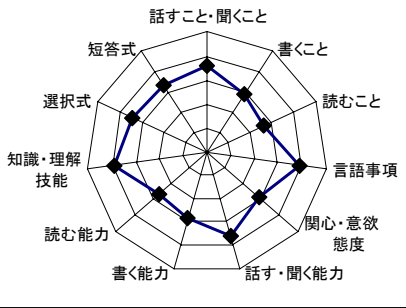 話すこと・聞くこと
短答式
書くこと
選択式
読むこと
知識・理解
技能
言語事項
関心・意欲
態度
読む能力
書く能力
話す・聞く能力